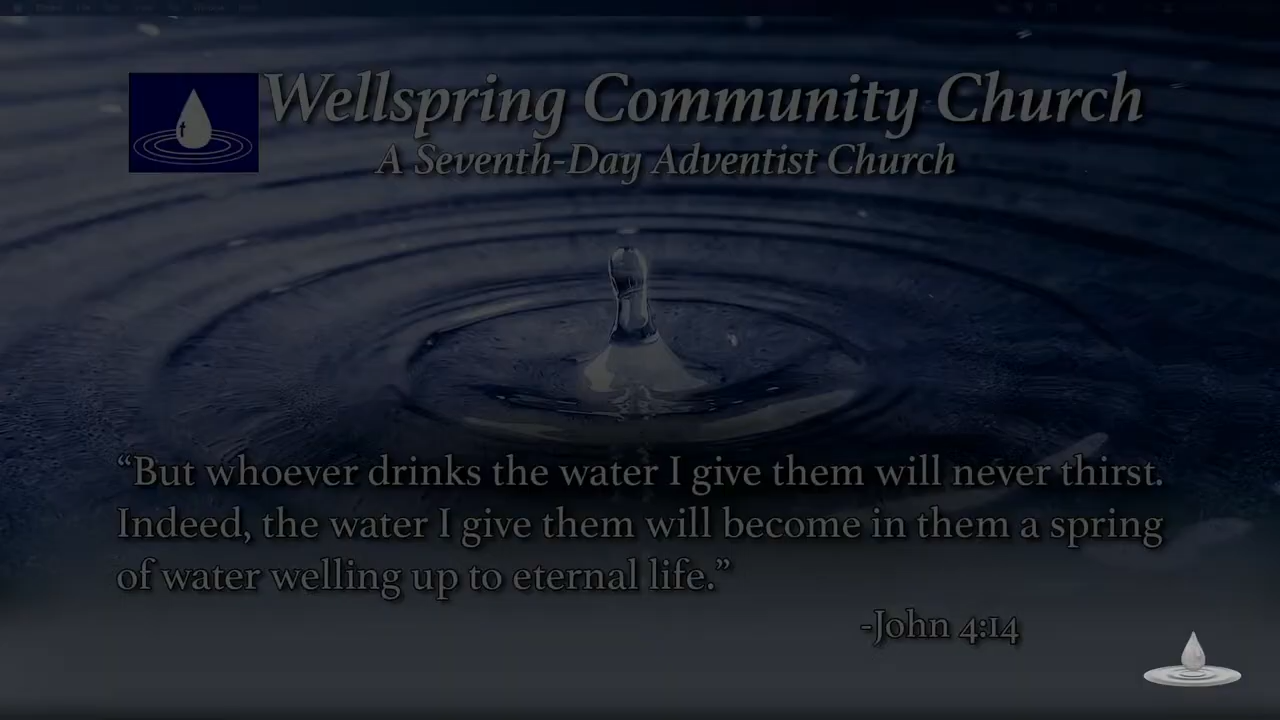 Wellspring Community Church
A Seventh-Day Adventist Church
“But whoever drinks the water I give them will never thirst.
Indeed, the water I give them will become in them a spring
of water welling up to eternal life.”
-John 4:14